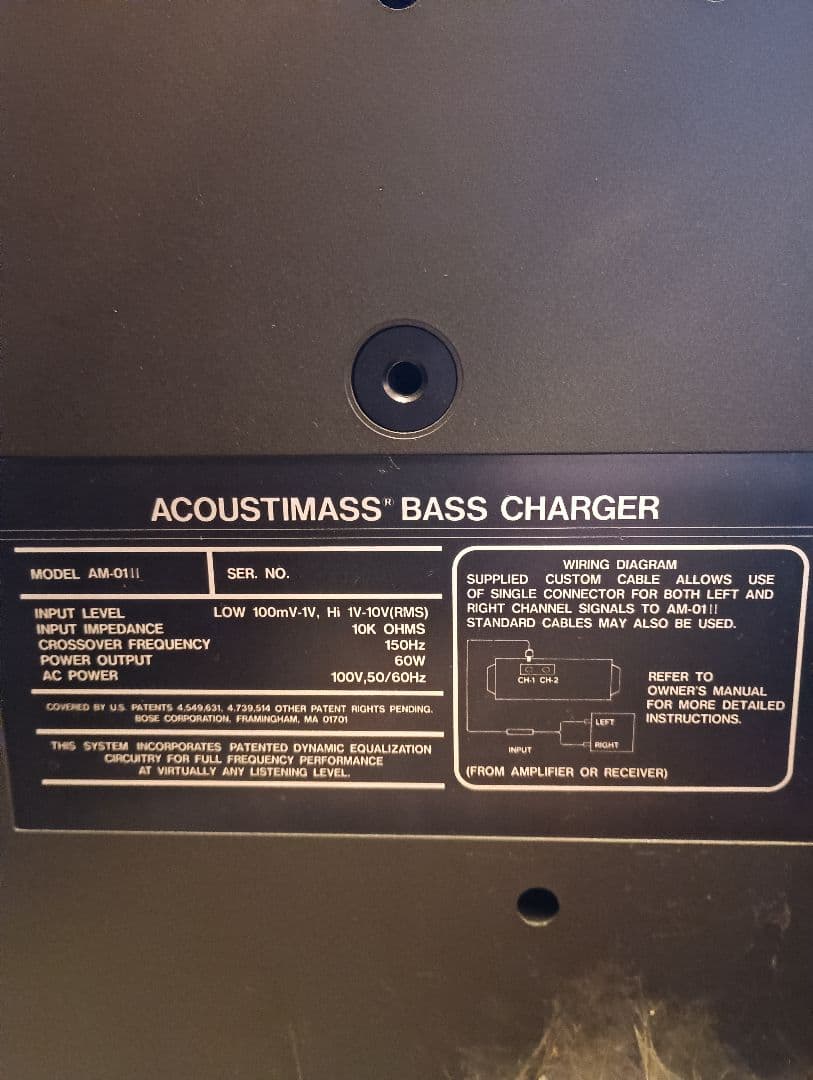 ACOUSTIMASS® BASS CHARGER
MODEL AM-01II
SER. NO.
INPUT LEVEL LOW 100mV-1V, Hi 1V-10V(RMS)
INPUT IMPEDANCE 10K OHMS
CROSSOVER FREQUENCY 150Hz
POWER OUTPUT 60W
AC POWER 100V,50/60Hz
COVERED BY U.S. PATENTS 4,549,631, 4,739,514 OTHER PATENT RIGHTS PENDING.
BOSE CORPORATION, FRAMINGHAM, MA 01701
THIS SYSTEM INCORPORATES PATENTED DYNAMIC EQUALIZATION
CIRCUITRY FOR FULL FREQUENCY PERFORMANCE
AT VIRTUALLY ANY LISTENING LEVEL.
WIRING DIAGRAM
SUPPLIED CUSTOM CABLE ALLOWS USE
OF SINGLE CONNECTOR FOR BOTH LEFT AND
RIGHT CHANNEL SIGNALS TO AM-01II
STANDARD CABLES MAY ALSO BE USED.
CH-1 CH-2
REFER TO
OWNER'S MANUAL
FOR MORE DETAILED
INSTRUCTIONS.
LEFT
RIGHT
INPUT
(FROM AMPLIFIER OR RECEIVER)